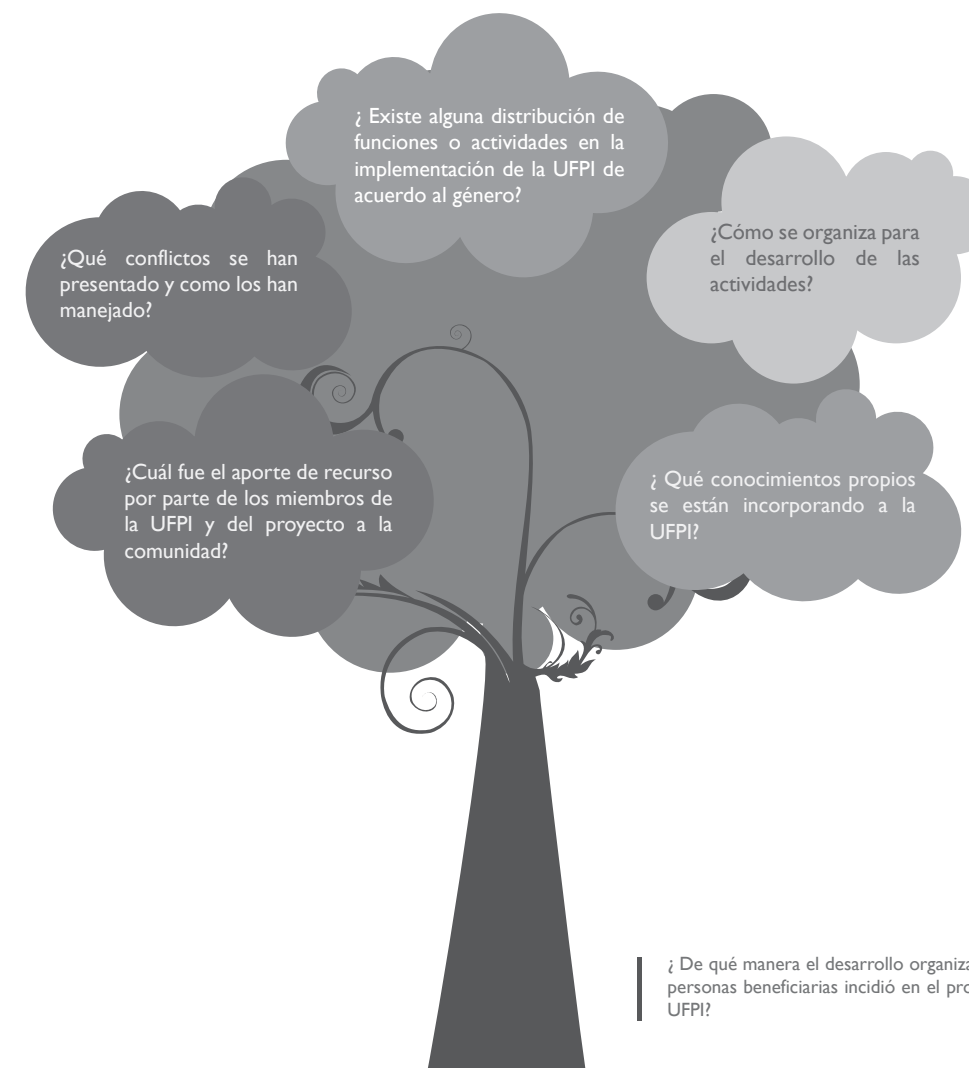 ¿ Existe alguna distribución de
funciones o actividades en la
implementación de la UFPI de
acuerdo al género?
¿Qué conflictos se han
presentado y como los han
manejado?
¿Cómo se organiza para
el desarrollo de las
actividades?
¿Cuál fue el aporte de recurso
por parte de los miembros de
la UFPI y del proyecto a la
comunidad?
¿ Qué conocimientos propios
se están incorporando a la
UFPI?
¿ De qué manera el desarrollo
personas beneficiarias incidió en el
UFPI?